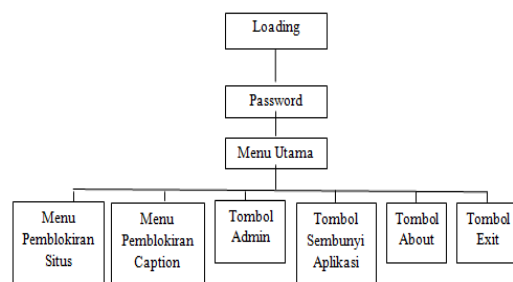 Loading
Password
Menu Utama
Menu
Pemblokiran
Situs
Menu
Pemblokiran
Caption
Tombol
Admin
Tombol
Sembunyi
Aplikasi
Tombol
About
Tombol
Exit